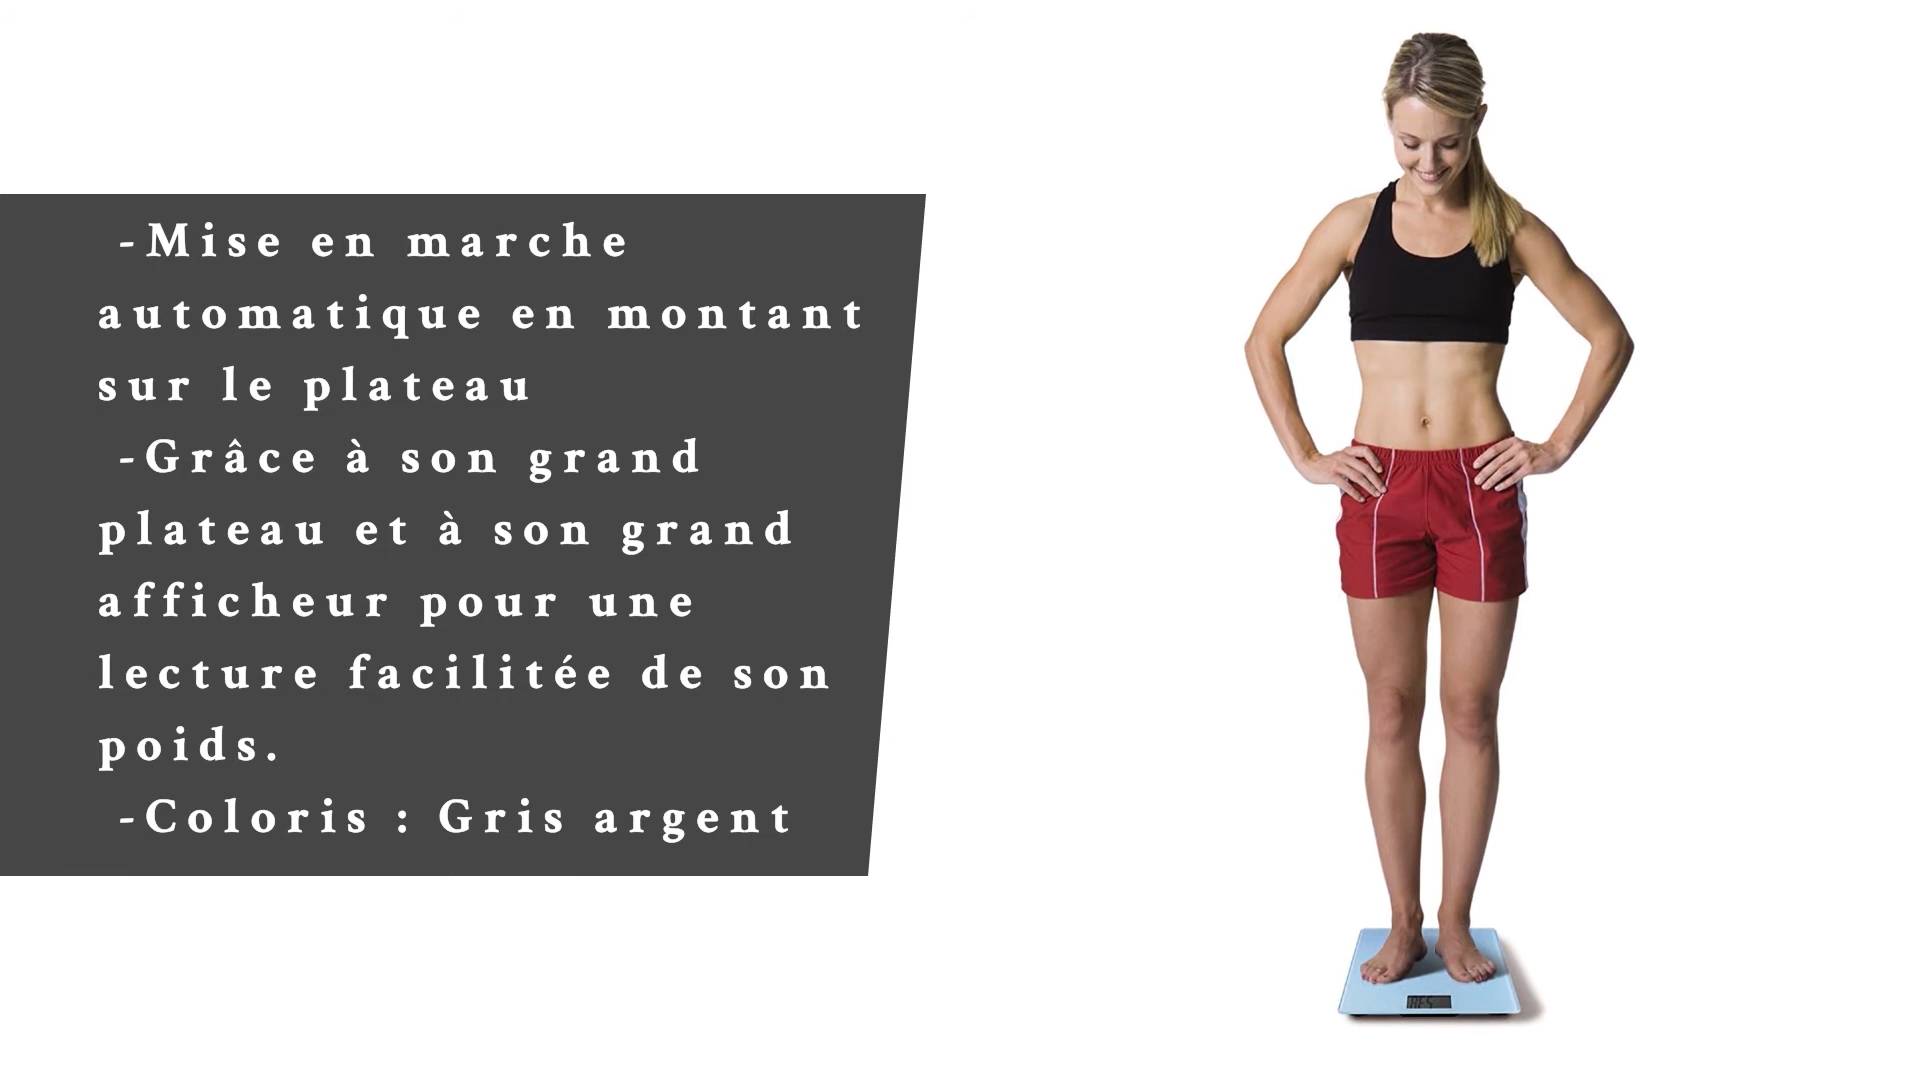 -Mise en marche
automatique en montant
sur le plateau
-Grâce à son grand
plateau et à son grand
afficheur pour une
lecture facilitée de son
poids.
-Coloris : Gris argent